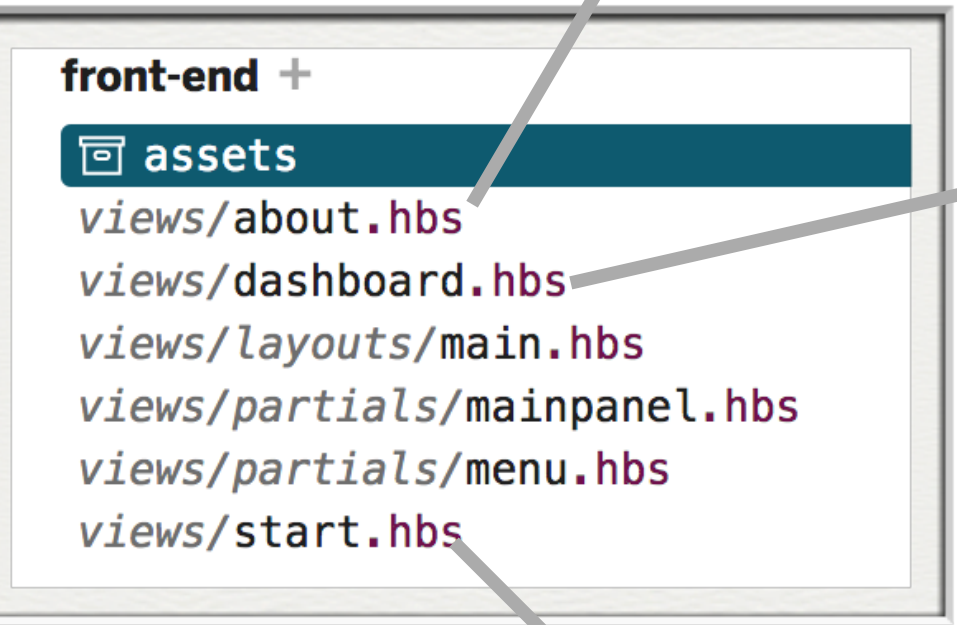 front-end +
assets
views/about.hbs
views/dashboard.hbs
views/layouts/main.hbs
views/partials/mainpanel.hbs
views/partials/menu.hbs
views/start.hbs